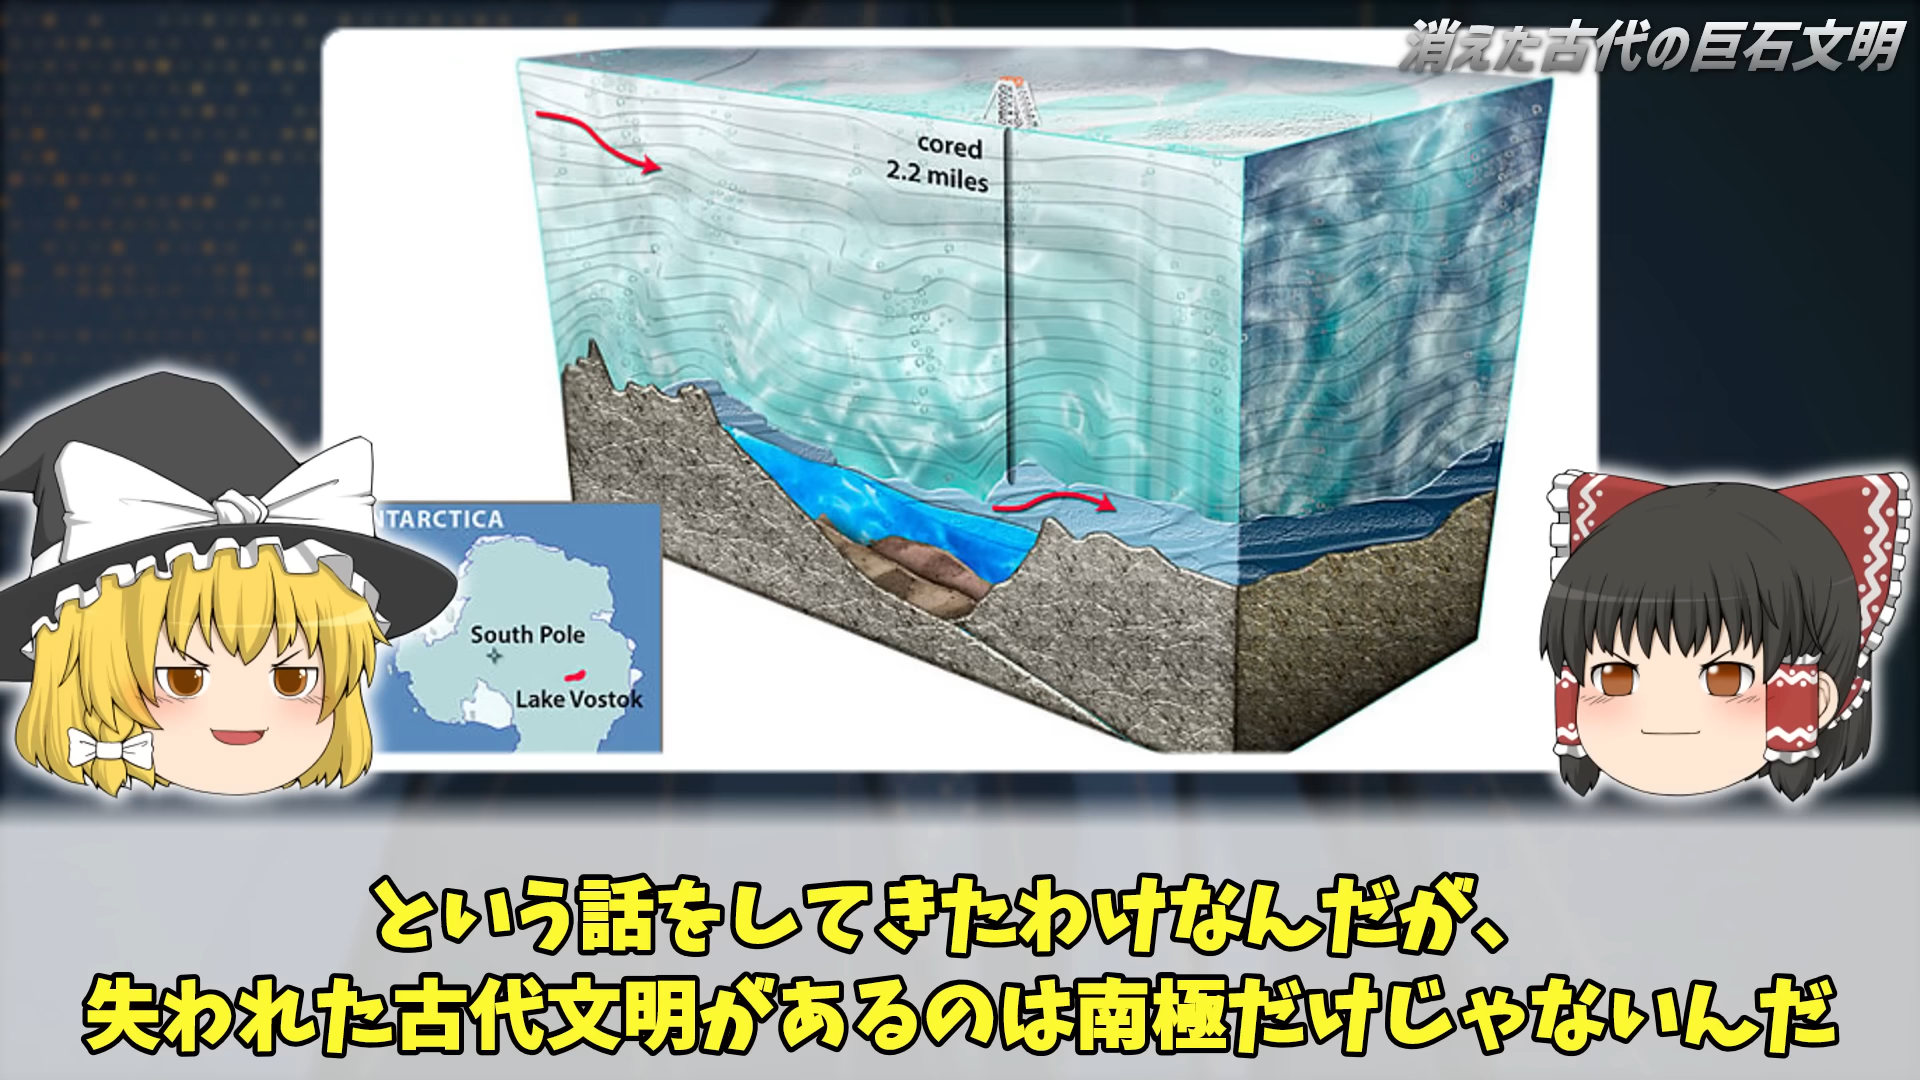 消えた古代の巨石文明
cored
2.2 miles
NTARCTICA
South Pole
Lake Vostok
という話をしてきたわけなんだが、
失われた古代文明があるのは南極だけじゃないんだ